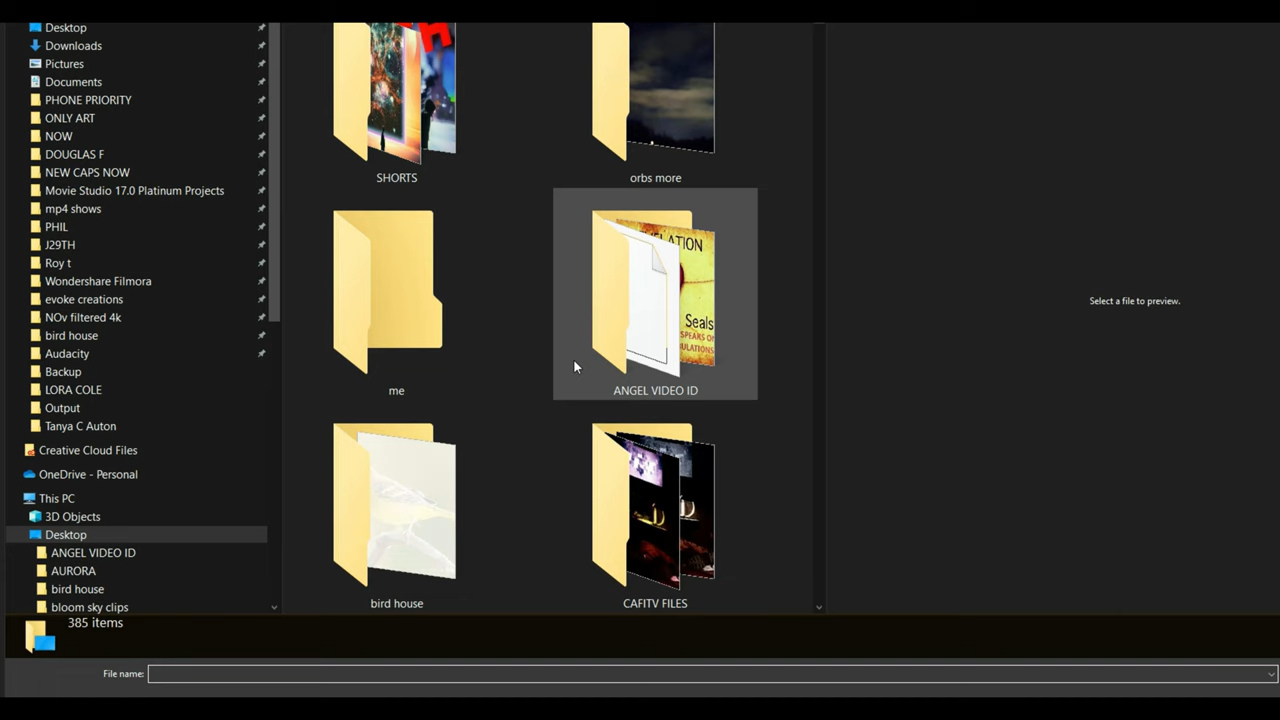 Desktop
Downloads
Pictures
Documents
PHONE PRIORITY
ONLY ART
NOW
DOUGLAS F
NEW CAPS NOW
Movie Studio 17.0 Platinum Projects
mp4 shows
PHIL
J29TH
Roy t
Wondershare Filmora
evoke creations
NOv filtered 4k
bird house
Audacity
Backup
LORA COLE
Output
Tanya C Auton
Creative Cloud Files
OneDrive - Personal
This PC
3D Objects
Desktop
ANGEL VIDEO ID
AURORA
bird house
bloom sky clips
SHORTS
orbs more
me
Seals
SPEAKS
ANGEL VIDEO ID
bird house
CAFITV FILES
Select a file to preview.
385 items
File name: